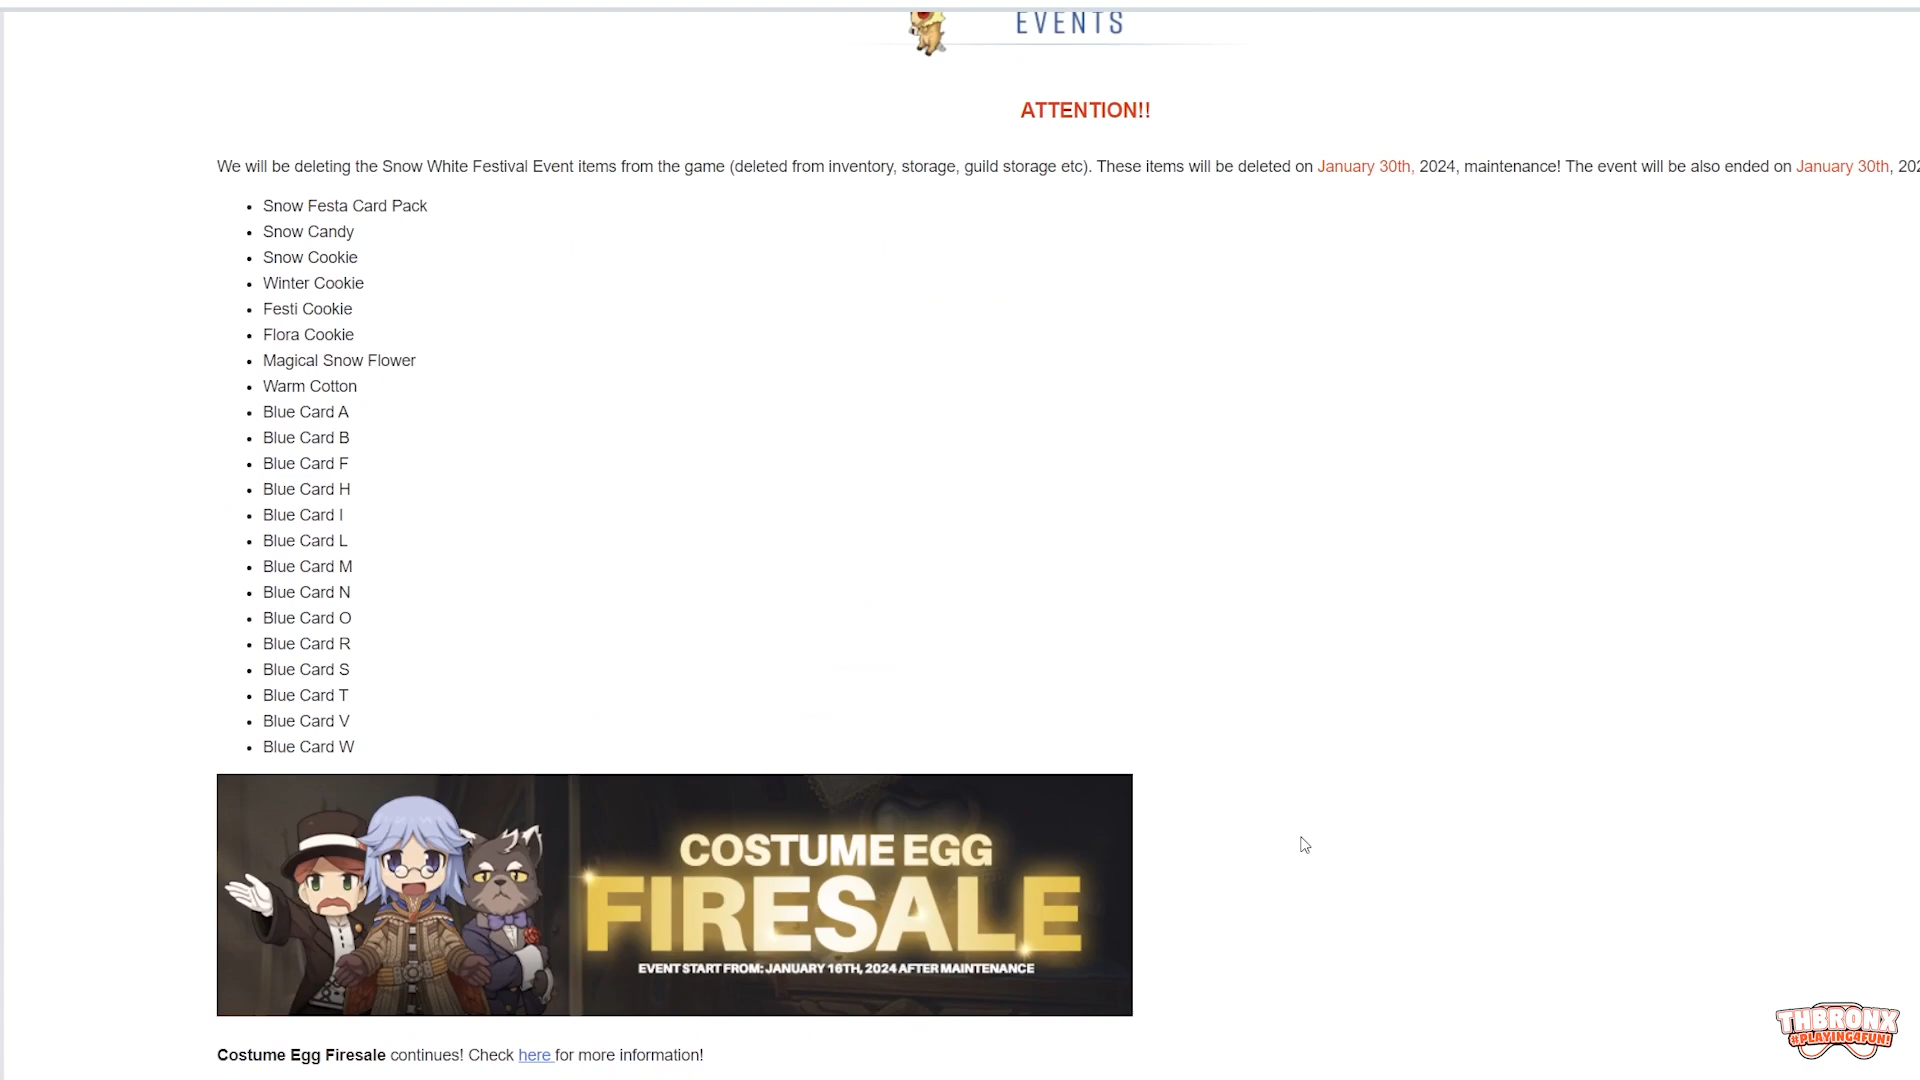 EVENTS
ATTENTION!!
We will be deleting the Snow White Festival Event items from the game (deleted from inventory, storage, guild storage etc). These items will be deleted on January 30th, 2024, maintenance! The event will be also ended on January 30th, 202
Snow Festa Card Pack
Snow Candy
Snow Cookie
Winter Cookie
Festi Cookie
Flora Cookie
Magical Snow Flower
Warm Cotton
Blue Card A
Blue Card B
Blue Card F
Blue Card H
Blue Card I
Blue Card L
Blue Card M
Blue Card N
Blue Card O
Blue Card R
Blue Card S
Blue Card T
Blue Card V
Blue Card W
COSTUME EGG
FIRESALE
EVENT START FROM: JANUARY 16TH, 2024 AFTER MAINTENANCE
Costume Egg Firesale continues! Check here for more information!
THBRONX
#PLAYING4FUN!